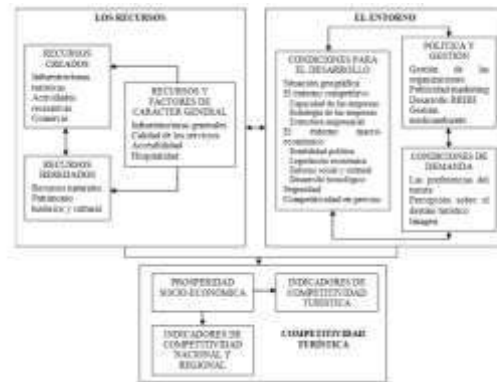 LOS RECURSOS
RECURSOS
CREADOS
Infraestructuras
turísticas
Actividades
recreativas
Comercio
RECURSOS
HEREDADOS
Recursos naturales
Patrimonio
histórico y cultural
RECURSOS Y
FACTORES DE
CARÁCTER GENERAL
Infraestructuras generales
Calidad de los servicios
Accesibilidad
Hospitalidad
EL ENTORNO
CONDICIONES PARA
EL DESARROLLO
Situación geográfica
El entorno competitivo
Capacidad de las empresas
Estrategia de las empresas
Estructura empresarial
El entorno macro-
económico
Estabilidad política
Legislación económica
Entorno social y cultural
Desarrollo tecnológico
Seguridad
Competitividad en precios
POLÍTICA Y
GESTIÓN
Gestión de las
organizaciones
Publicidad/marketing
Desarrollo RRHH
Gestión
medioambiente
CONDICIONES DE
DEMANDA
Las preferencias del
turista
Percepción sobre el
destino turístico
Imagen
PROSPERIDAD
SOCIO-ECONÓMICA
INDICADORES DE
COMPETITIVIDAD
TURÍSTICA
INDICADORES DE
COMPETITIVIDAD
NACIONAL Y
REGIONAL
COMPETITIVIDAD
TURÍSTICA